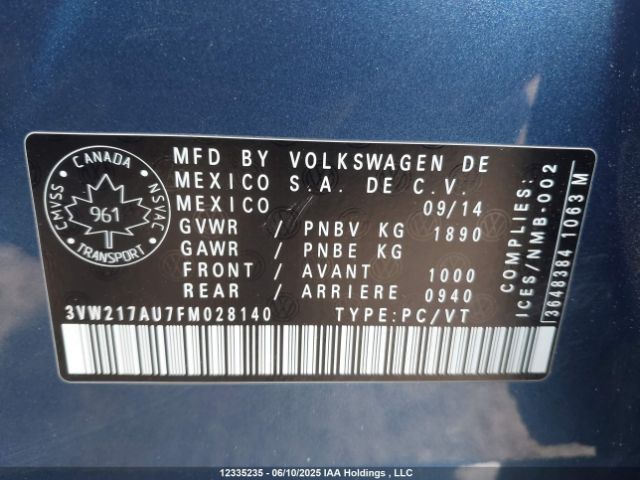 CANADA
CMVSS
NSVAC
961
TRANSPORT
MFD BY VOLKSWAGEN DE
MEXICO S.A. DE C.V.
MEXICO 09/14
GVWR / PNBV KG 1890
GAWR / PNBE KG
FRONT / AVANT 1000
REAR / ARRIERE 0940
3VW217AU7FM028140 TYPE:PC/VT
COMPLIES:
ICES/NMB-002
3648384 1063 M
12335235 - 06/10/2025 IAA Holdings , LLC